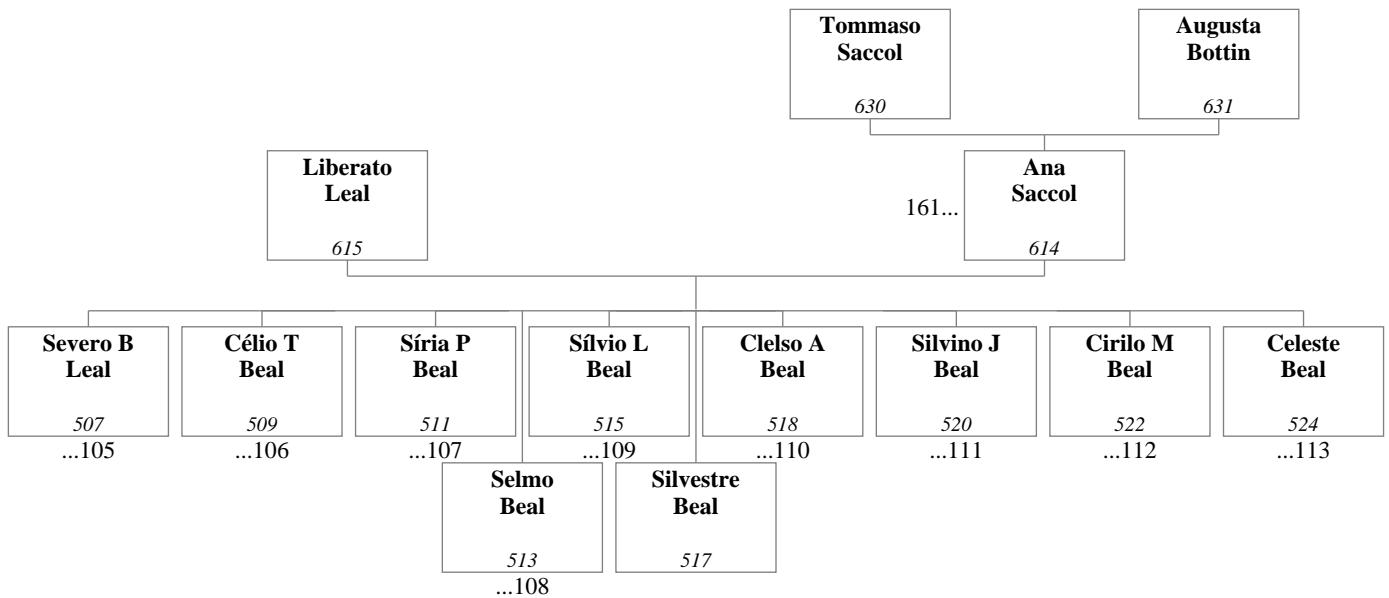 Tommaso
Saccol
630
Augusta
Bottin
631
Liberato
Leal
615
161...
Ana
Saccol
614
Severo B
Leal
507
...105
Célio T
Beal
509
...106
Síria P
Beal
511
...107
Sílvio L
Beal
515
...109
Clelso A
Beal
518
...110
Silvino J
Beal
520
...111
Cirilo M
Beal
522
...112
Celeste
Beal
524
...113
Selmo
Beal
513
...108
Silvestre
Beal
517